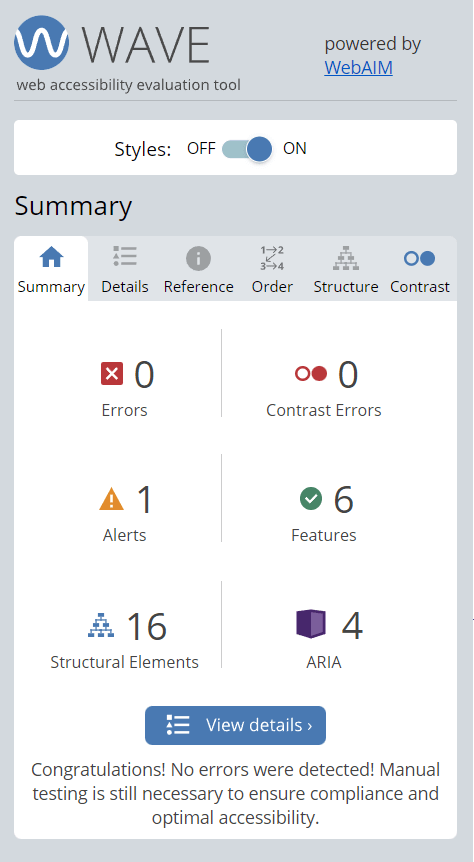 WAVE
web accessibility evaluation tool
powered by
WebAIM
Styles: OFF ON
Summary
Summary Details Reference Order Structure Contrast
1 2
3 4
0
Errors
0
Contrast Errors
1
Alerts
6
Features
16
Structural Elements
4
ARIA
View details ›
Congratulations! No errors were detected! Manual
testing is still necessary to ensure compliance and
optimal accessibility.